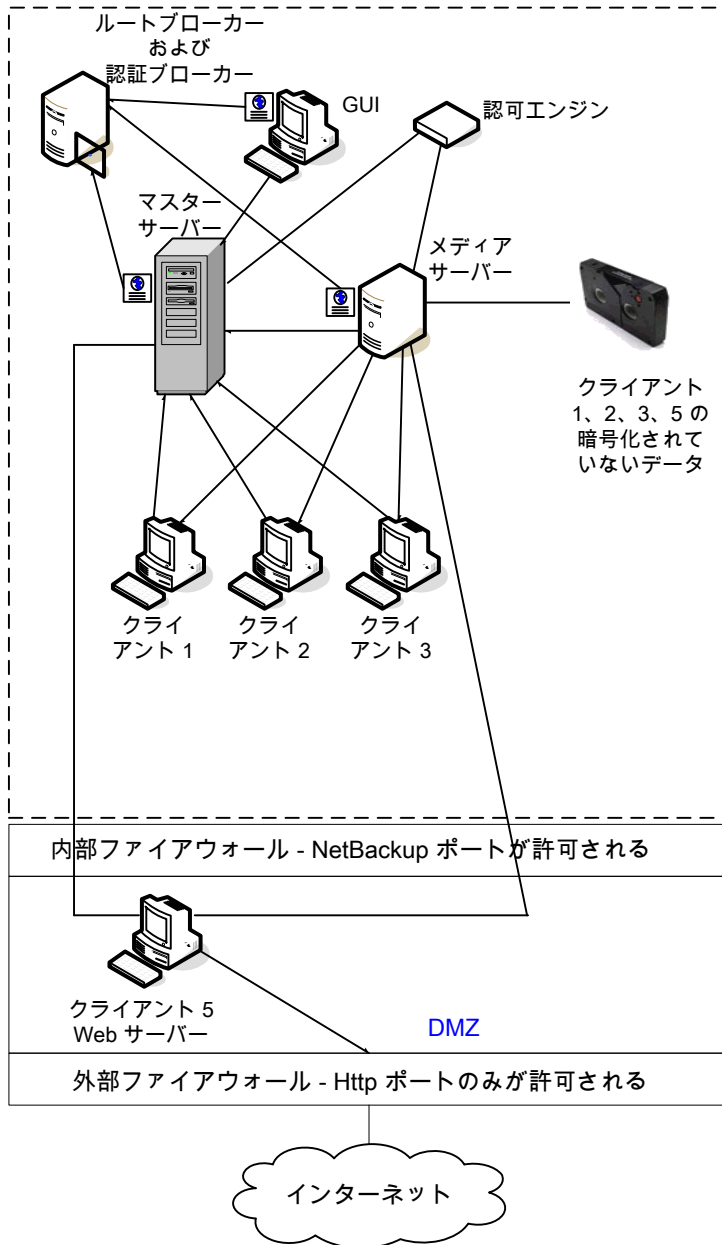 ルートブローカー
および
認証ブローカー
GUI
認可エンジン
マスター
サーバー
メディア
サーバー
クライアント
1、2、3、5 の
暗号化されて
いないデータ
クライ
アント 1
クライ
アント 2
クライ
アント 3
内部ファイアウォール - NetBackup ポートが許可される
クライアント 5
Web サーバー
DMZ
外部ファイアウォール - Http ポートのみが許可される
インターネット